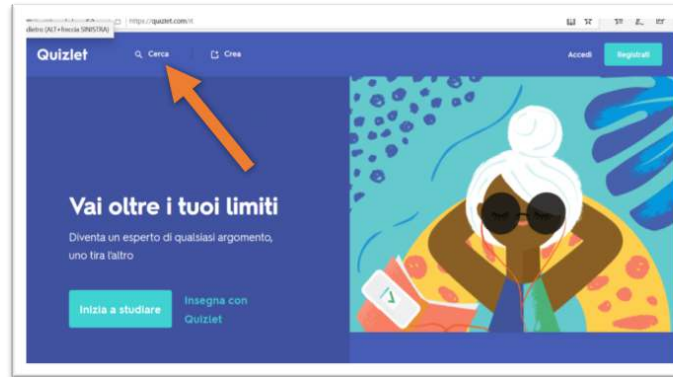 https://quizlet.com/it
dietro (ALT+freccia SINISTRA)
Quizlet
Cerca
Crea
Accedi
Registrati
Vai oltre i tuoi limiti
Diventa un esperto di qualsiasi argomento,
uno tira l'altro
Inizia a studiare
Insegna con
Quizlet